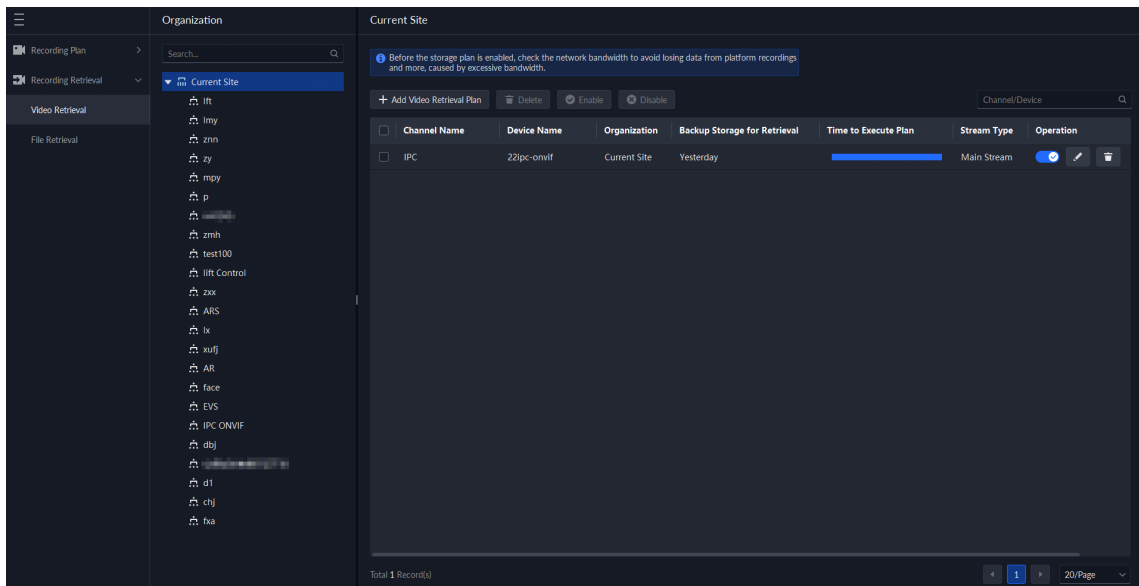 Organization
Current Site
Recording Plan
Recording Retrieval
Video Retrieval
File Retrieval
Search...
Current Site
lft
lmy
znn
zy
mpy
p
zmh
test100
lift Control
zxx
ARS
lx
xufj
AR
face
EVS
IPC ONVIF
dbj
d1
chj
fxa
Before the storage plan is enabled, check the network bandwidth to avoid losing data from platform recordings
and more, caused by excessive bandwidth.
+ Add Video Retrieval Plan Delete Enable Disable Channel/Device
Channel Name Device Name Organization Backup Storage for Retrieval Time to Execute Plan Stream Type Operation
IPC 22ipc-onvif Current Site Yesterday Main Stream
Total 1 Record(s) 1 20/Page